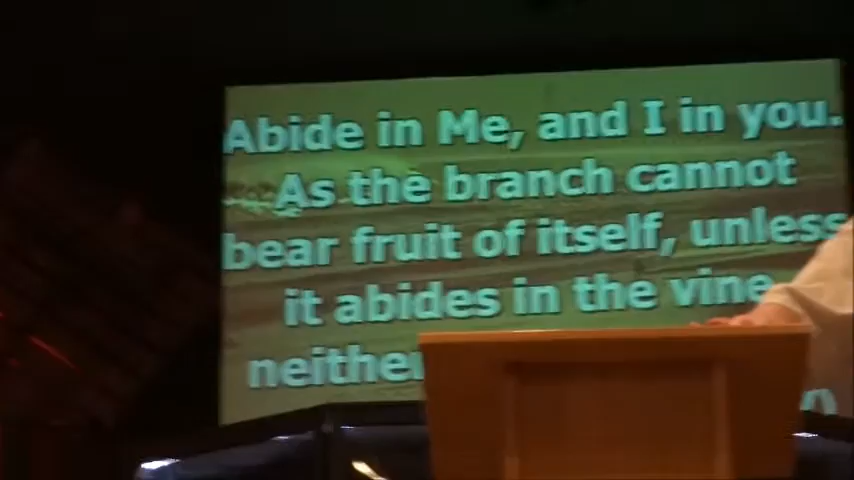 Abide in Me, and I in you.
As the branch cannot
bear fruit of itself, unless
it abides in the vine
neither